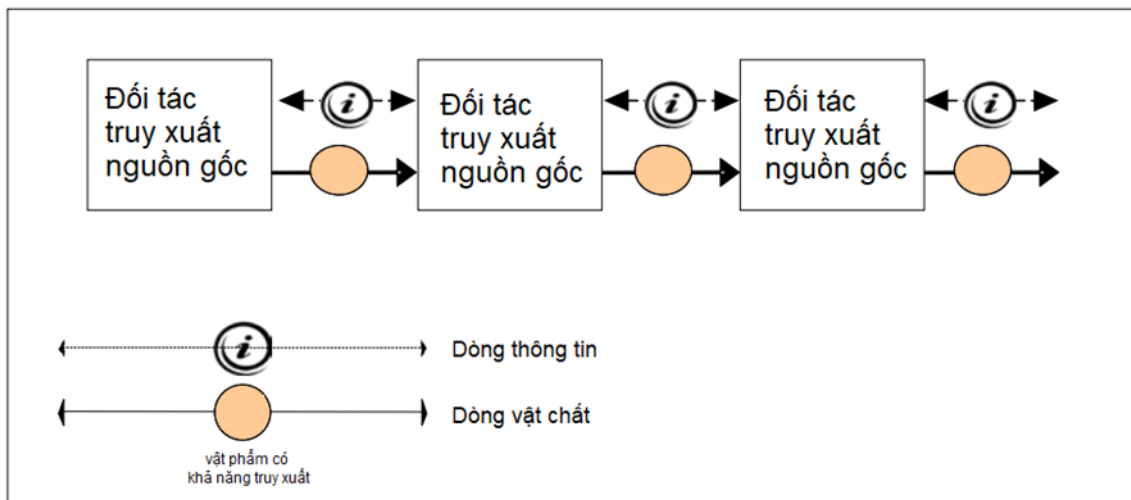 Đối tác
truy xuất
nguồn gốc
i
Đối tác
truy xuất
nguồn gốc
i
Đối tác
truy xuất
nguồn gốc
i
i
Dòng thông tin
Dòng vật chất
vật phẩm có
khả năng truy xuất